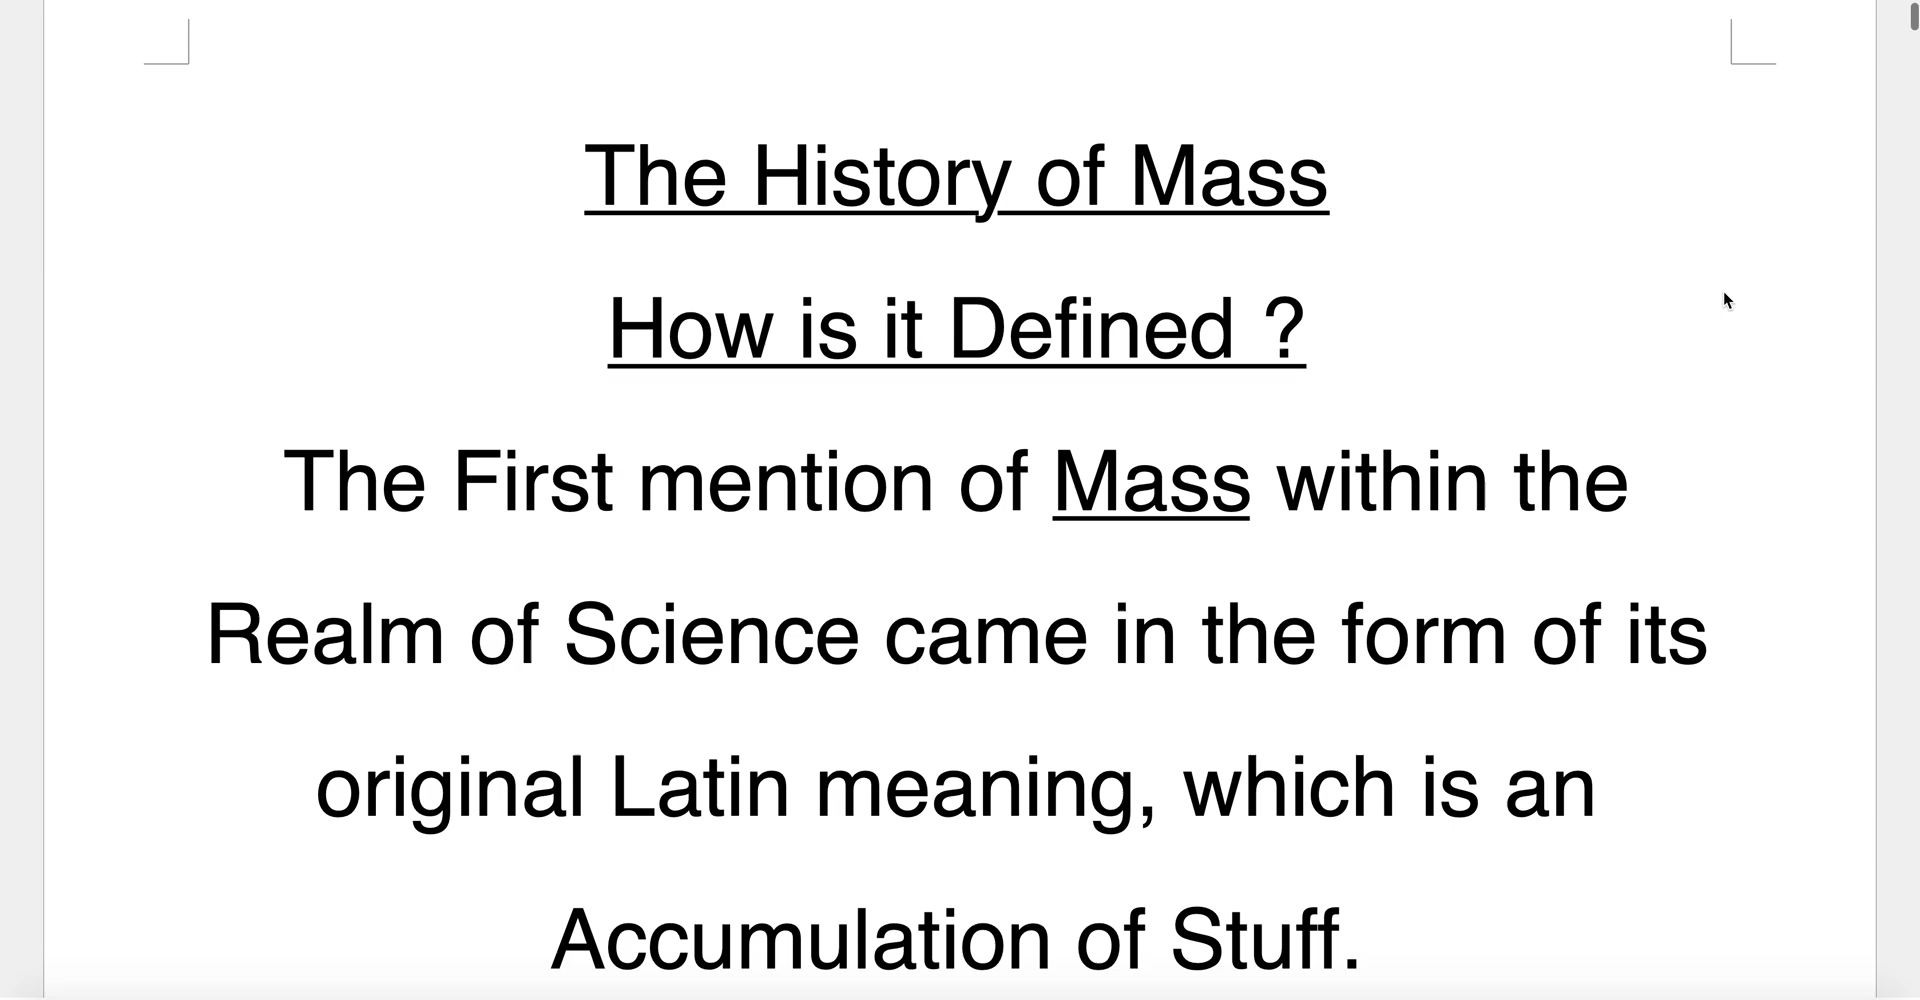 The History of Mass
How is it Defined ?
The First mention of Mass within the
Realm of Science came in the form of its
original Latin meaning, which is an
Accumulation of Stuff.